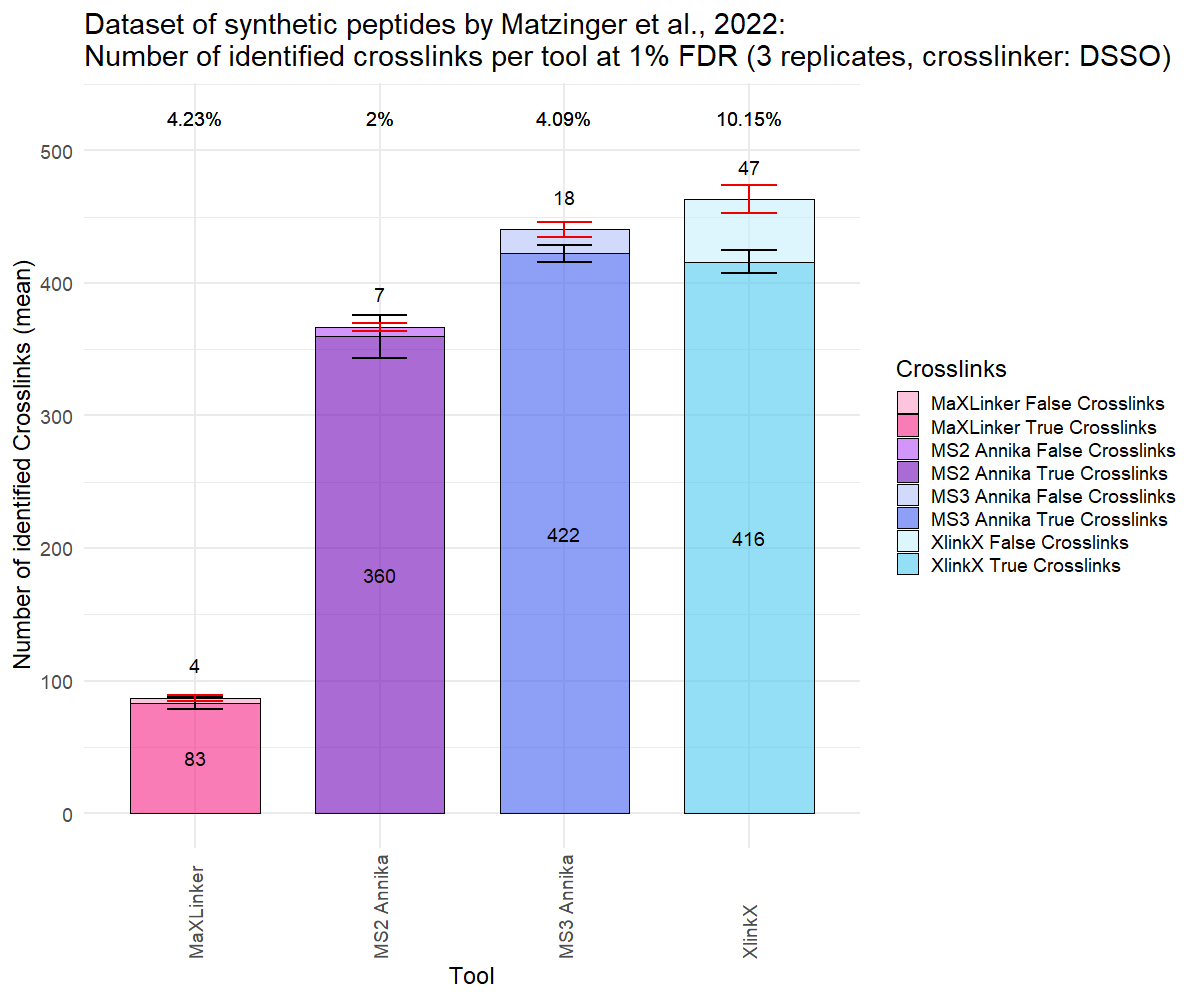 Dataset of synthetic peptides by Matzinger et al., 2022:
Number of identified crosslinks per tool at 1% FDR (3 replicates, crosslinker: DSSO)
4.23%
2%
4.09%
10.15%
Number of identified Crosslinks (mean)
500
400
300
200
100
0
4
83
7
360
18
422
47
416
MaXLinker
MS2 Annika
MS3 Annika
XlinkX
Tool
Crosslinks
MaXLinker False Crosslinks
MaXLinker True Crosslinks
MS2 Annika False Crosslinks
MS2 Annika True Crosslinks
MS3 Annika False Crosslinks
MS3 Annika True Crosslinks
XlinkX False Crosslinks
XlinkX True Crosslinks